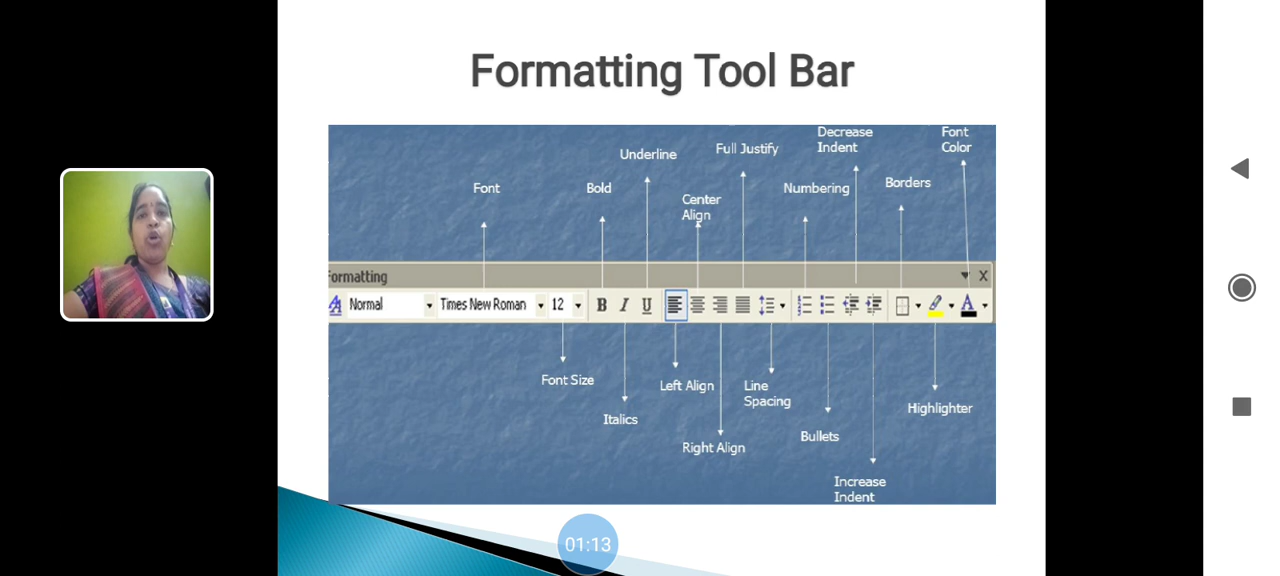 Formatting Tool Bar
Decrease
Indent
Font
Color
Underline
Full Justify
Font
Bold
Center
Align
Numbering
Borders
Formatting
X
Normal
Times New Roman
12
B
I
U
A
Font Size
Left Align
Line
Spacing
Italics
Highlighter
Right Align
Bullets
Increase
Indent
01:13